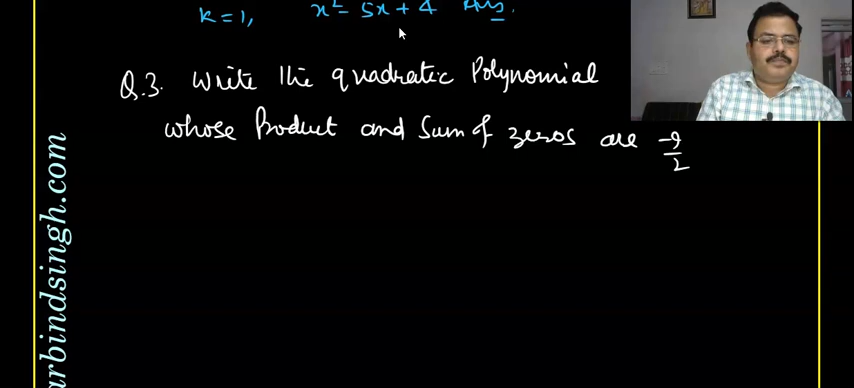 k = 1, x² - 5x + 4 Ans.
Q.3. Write the quadratic Polynomial
whose Product and Sum of zeros are -9/2
arbindsingh.com